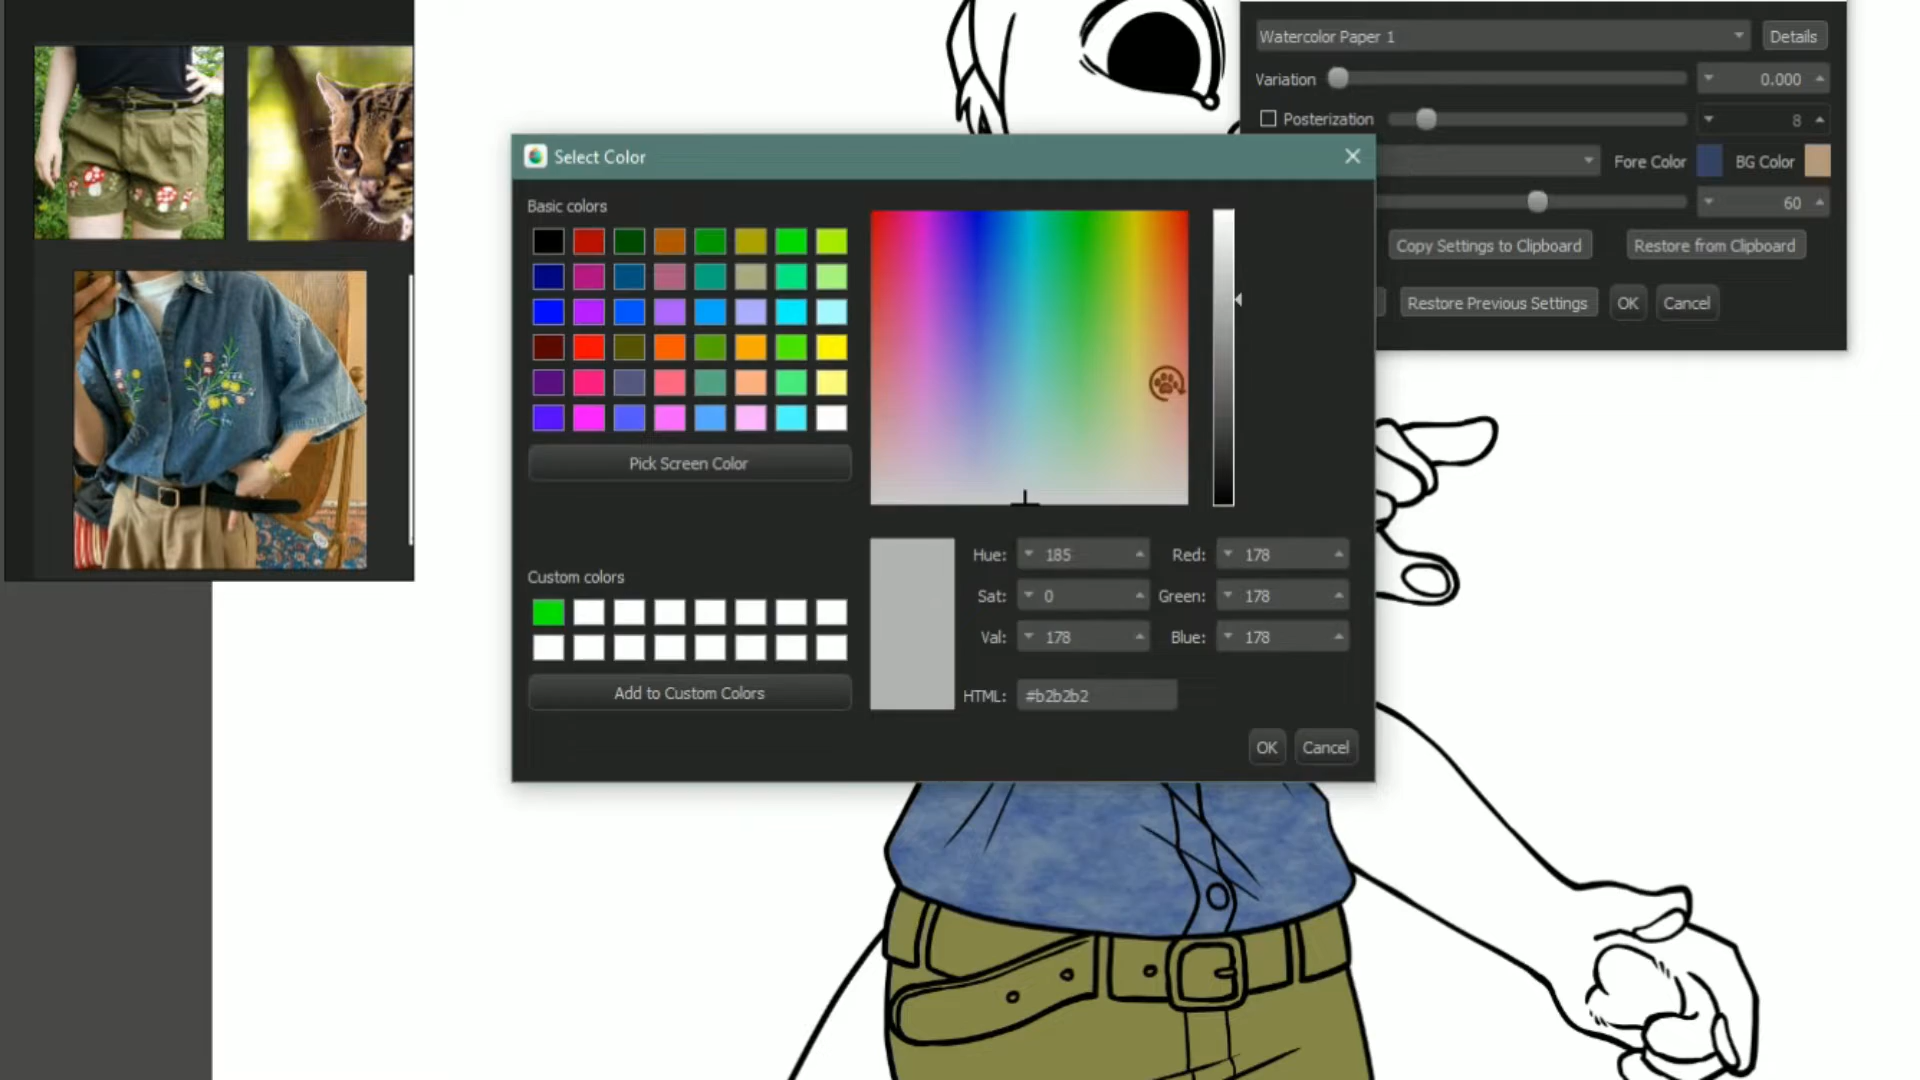 Watercolor Paper 1
Details
Variation
0.000
Posterization
8
Fore Color
BG Color
60
Copy Settings to Clipboard
Restore from Clipboard
Restore Previous Settings
OK
Cancel
Select Color
Basic colors
Pick Screen Color
Custom colors
Add to Custom Colors
Hue: 185
Red: 178
Sat: 0
Green: 178
Val: 178
Blue: 178
HTML: #b2b2b2
OK
Cancel